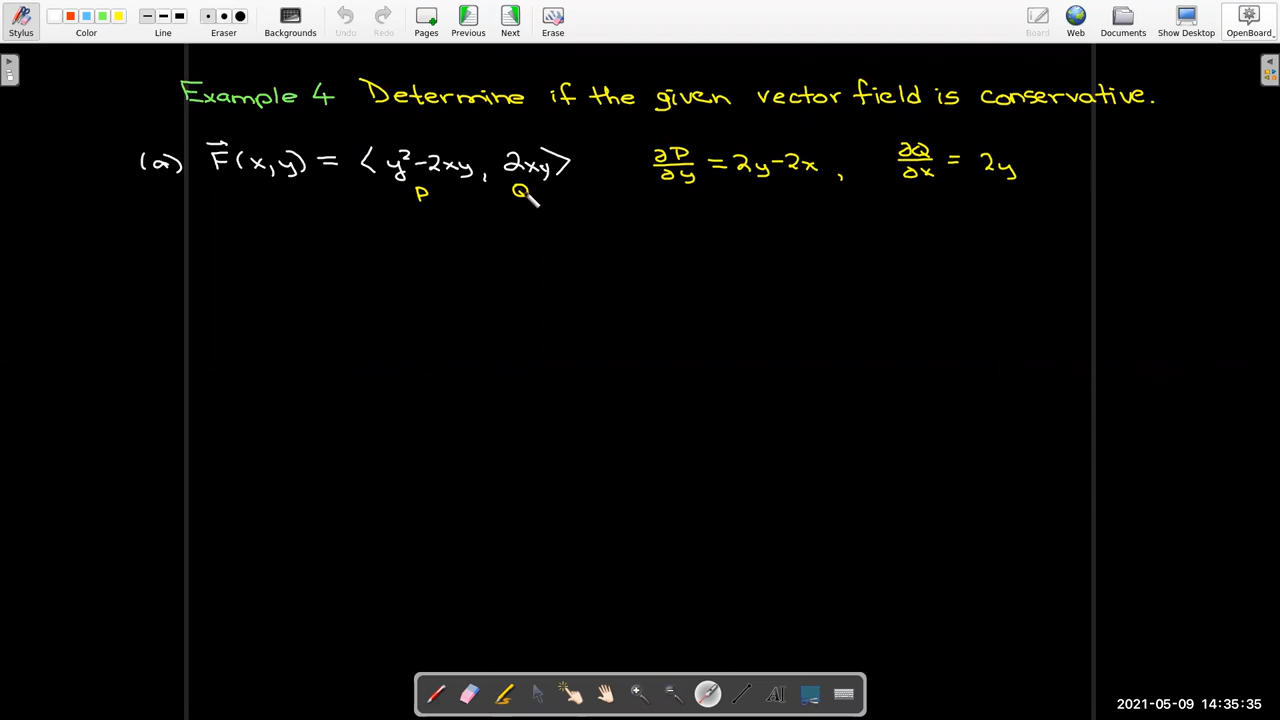 Stylus Color Line Eraser Backgrounds Undo Redo Pages Previous Next Erase Board Web Documents Show Desktop OpenBoard
Example 4 Determine if the given vector field is conservative.
(a) F⃗(x,y) = ⟨y²-2xy, 2xy⟩ ∂P/∂y = 2y-2x, ∂Q/∂x = 2y
P Q
AI
2021-05-09 14:35:35